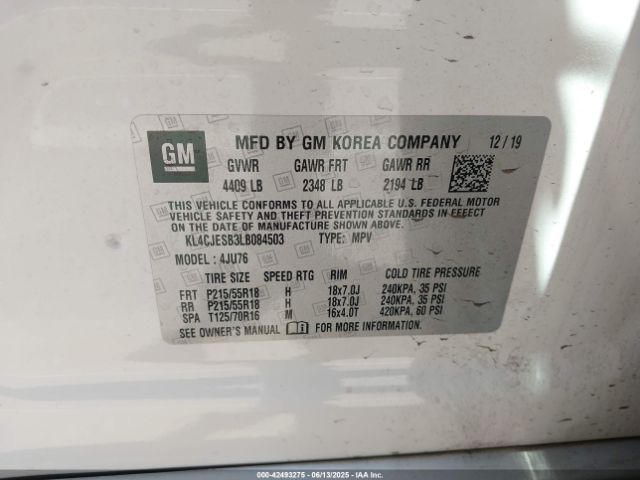 GM
MFD BY GM KOREA COMPANY 12/19
GVWR GAWR FRT GAWR RR
4409 LB 2348 LB 2194 LB
THIS VEHICLE CONFORMS TO ALL APPLICABLE U.S. FEDERAL MOTOR
VEHICLE SAFETY AND THEFT PREVENTION STANDARDS IN EFFECT
ON THE DATE OF MANUFACTURE SHOWN ABOVE.
KL4CJESB3LB084503 TYPE: MPV
MODEL: 4JU76
TIRE SIZE SPEED RTG RIM COLD TIRE PRESSURE
FRT P215/55R18 H 18x7.0J 240KPA, 35 PSI
RR P215/55R18 H 18x7.0J 240KPA, 35 PSI
SPA T125/70R16 M 16x4.0T 420KPA, 60 PSI
SEE OWNER'S MANUAL FOR MORE INFORMATION.
000-42493275 - 06/13/2025 - IAAI.COM